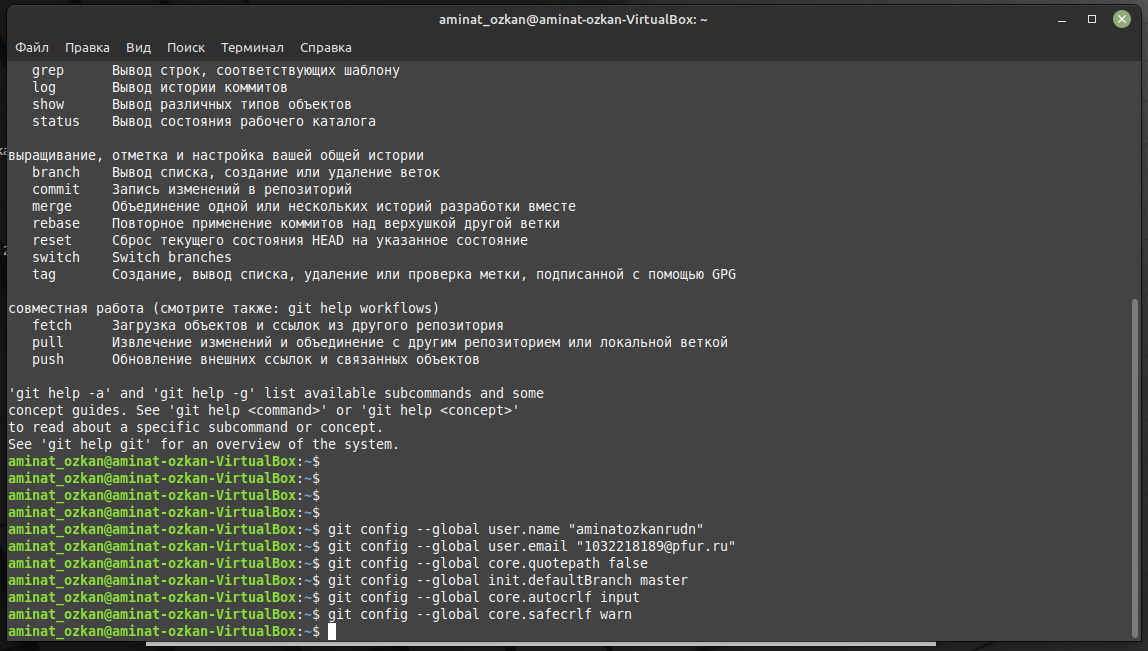 aminat_ozkan@aminat-ozkan-VirtualBox: ~
Файл Правка Вид Поиск Терминал Справка
grep Вывод строк, соответствующих шаблону
log Вывод истории коммитов
show Вывод различных типов объектов
status Вывод состояния рабочего каталога
выращивание, отметка и настройка вашей общей истории
branch Вывод списка, создание или удаление веток
commit Запись изменений в репозиторий
merge Объединение одной или нескольких историй разработки вместе
rebase Повторное применение коммитов над верхушкой другой ветки
reset Сброс текущего состояния HEAD на указанное состояние
switch Switch branches
tag Создание, вывод списка, удаление или проверка метки, подписанной с помощью GPG
совместная работа (смотрите также: git help workflows)
fetch Загрузка объектов и ссылок из другого репозитория
pull Извлечение изменений и объединение с другим репозиторием или локальной веткой
push Обновление внешних ссылок и связанных объектов
'git help -a' and 'git help -g' list available subcommands and some
concept guides. See 'git help <command>' or 'git help <concept>'
to read about a specific subcommand or concept.
See 'git help git' for an overview of the system.
aminat_ozkan@aminat-ozkan-VirtualBox:~$
aminat_ozkan@aminat-ozkan-VirtualBox:~$
aminat_ozkan@aminat-ozkan-VirtualBox:~$
aminat_ozkan@aminat-ozkan-VirtualBox:~$
aminat_ozkan@aminat-ozkan-VirtualBox:~$ git config --global user.name "aminatozkanrudn"
aminat_ozkan@aminat-ozkan-VirtualBox:~$ git config --global user.email "1032218189@pfur.ru"
aminat_ozkan@aminat-ozkan-VirtualBox:~$ git config --global core.quotepath false
aminat_ozkan@aminat-ozkan-VirtualBox:~$ git config --global init.defaultBranch master
aminat_ozkan@aminat-ozkan-VirtualBox:~$ git config --global core.autocrlf input
aminat_ozkan@aminat-ozkan-VirtualBox:~$ git config --global core.safecrlf warn
aminat_ozkan@aminat-ozkan-VirtualBox:~$